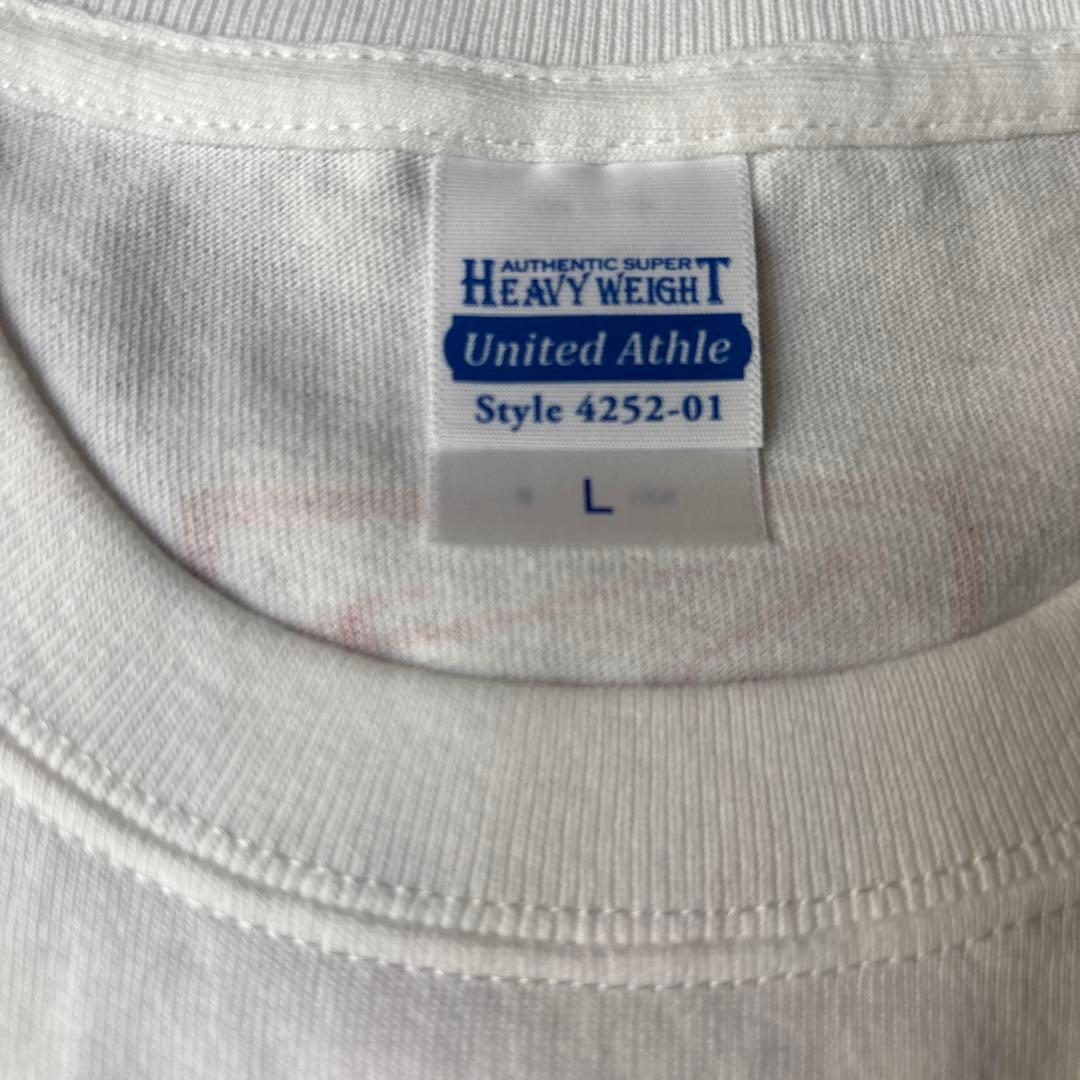 AUTHENTIC SUPER
HEAVY WEIGHT
United Athle
Style 4252-01
L